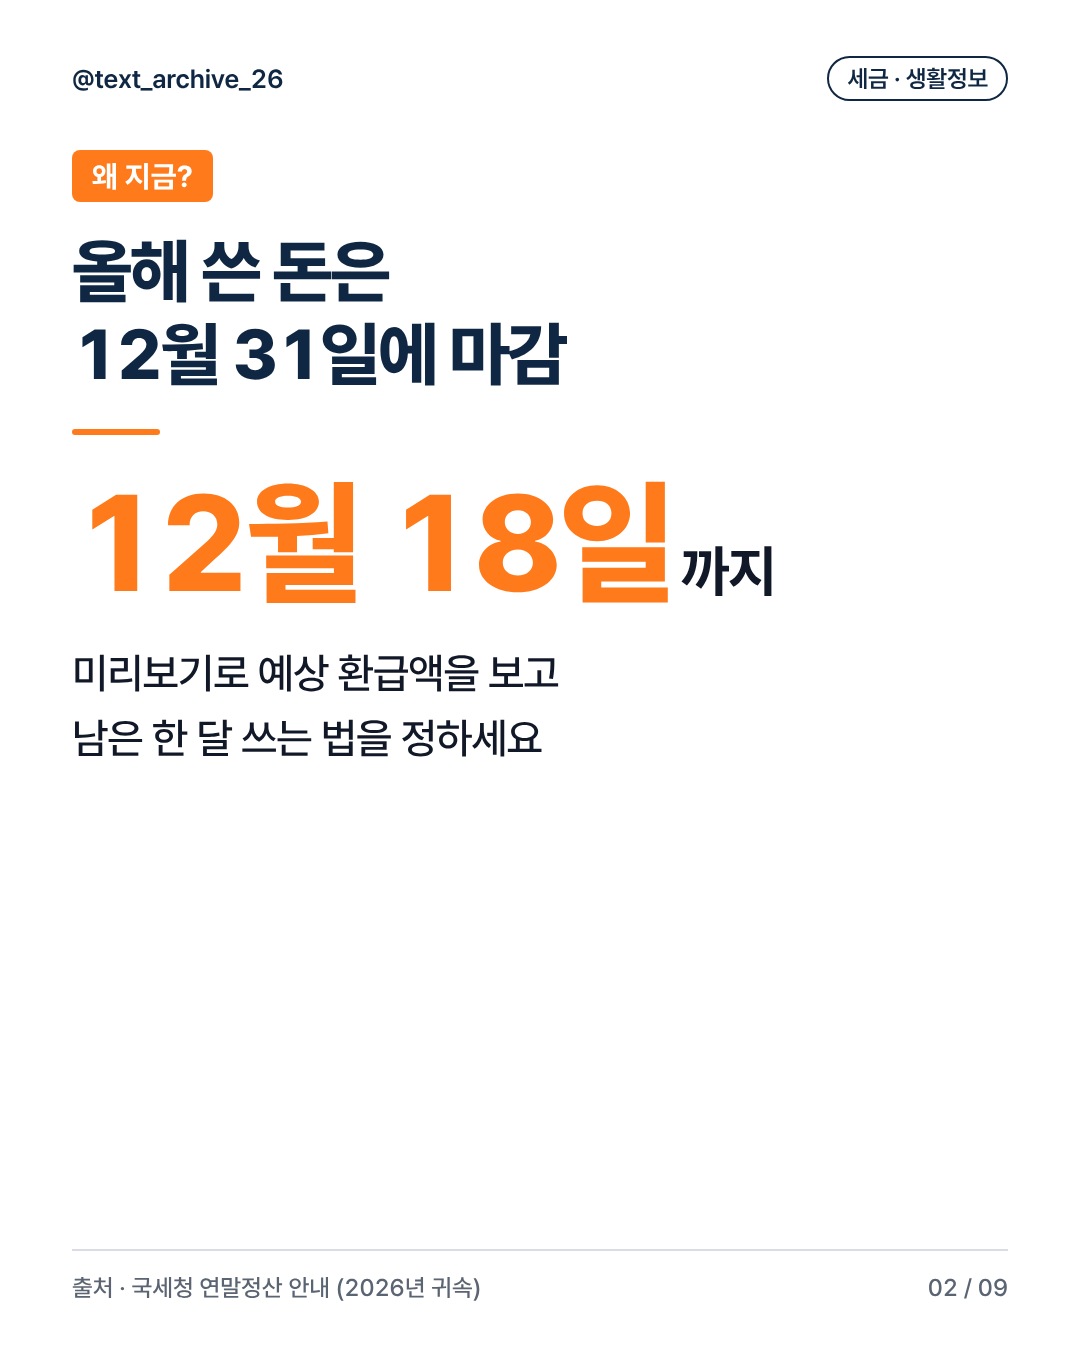 @text_archive_26
세금 · 생활정보
왜 지금?
올해 쓴 돈은
12월 31일에 마감
12월 18일까지
미리보기로 예상 환급액을 보고
남은 한 달 쓰는 법을 정하세요
출처 · 국세청 연말정산 안내 (2026년 귀속)
02 / 09